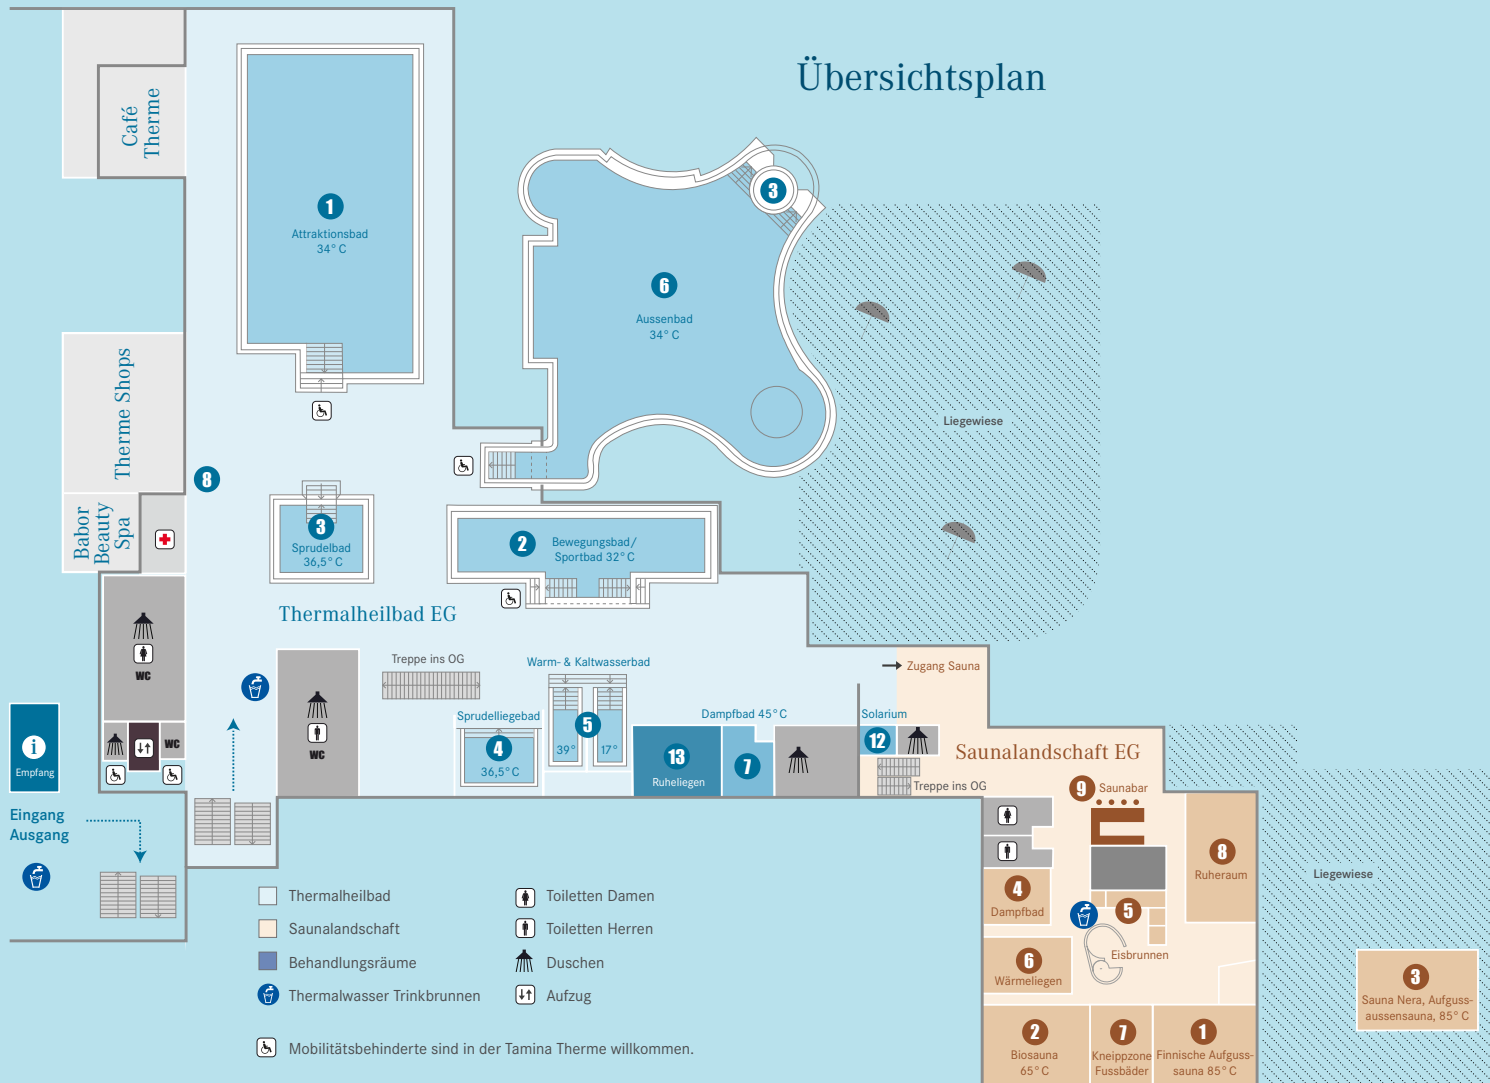 Übersichtsplan
Café
Therme
1
Attraktionsbad
34° C
3
6
Aussenbad
34° C
Liegewiese
Therme Shops
8
Babor
Beauty
Spa
3
Sprudelbad
36,5° C
2
Bewegungsbad/
Sportbad 32° C
Thermalheilbad EG
WC
WC
WC
Treppe ins OG
Warm- & Kaltwasserbad
Zugang Sauna
Sprudelliegebad
4
36,5° C
5
39°
17°
13
Ruheliegen
Dampfbad 45° C
7
Solarium
12
Treppe ins OG
i
Empfang
Eingang
Ausgang
Saunalandschaft EG
9
Saunabar
8
Ruheraum
4
Dampfbad
5
Eisbrunnen
6
Wärmeliegen
2
Biosauna
65° C
7
Kneippzone
Fussbäder
1
Finnische Aufguss-
sauna 85° C
Liegewiese
3
Sauna Nera, Aufguss-
aussensauna, 85° C
Thermalheilbad
Saunalandschaft
Behandlungsräume
Thermalwasser Trinkbrunnen
Toiletten Damen
Toiletten Herren
Duschen
Aufzug
Mobilitätsbehinderte sind in der Tamina Therme willkommen.